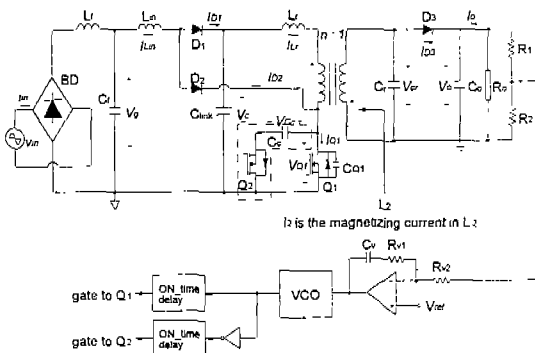 Lf Lin iD1 Lr n : 1 D3 io
iLin D1 iLr iD3 R1
BD D2 iD2
iin Cf Vg Clink Vc Cr Vcr Vo Co Ro R2
Vin Cc iQ1
VQ1 CQ1
Q2 Q1
L2
i2 is the magnetizing current in L2
Cv Rv1
Rv2
gate to Q1 ON_time delay VCO
Vref
gate to Q2 ON_time delay